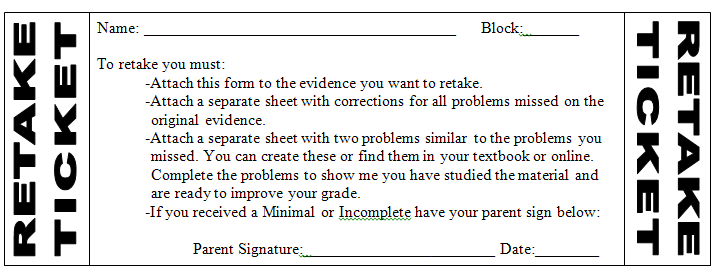 RETAKE
TICKET
Name: ________________________________________ Block:_______
To retake you must:
-Attach this form to the evidence you want to retake.
-Attach a separate sheet with corrections for all problems missed on the
original evidence.
-Attach a separate sheet with two problems similar to the problems you
missed. You can create these or find them in your textbook or online.
Complete the problems to show me you have studied the material and
are ready to improve your grade.
-If you received a Minimal or Incomplete have your parent sign below:
Parent Signature:________________________ Date:________
RETAKE
TICKET